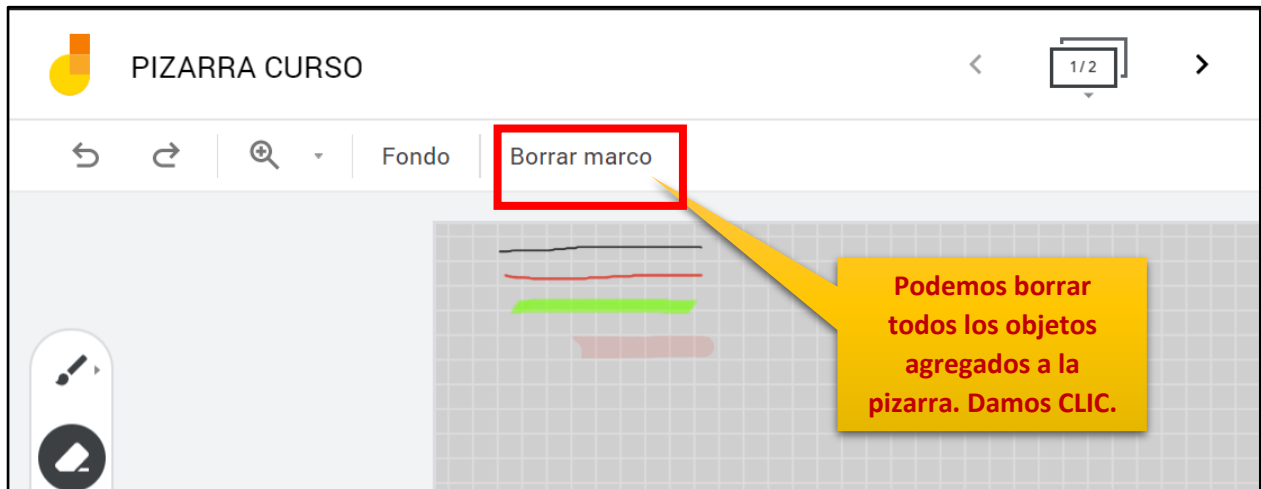 PIZARRA CURSO
1/2
Fondo
Borrar marco
Podemos borrar
todos los objetos
agregados a la
pizarra. Damos CLIC.